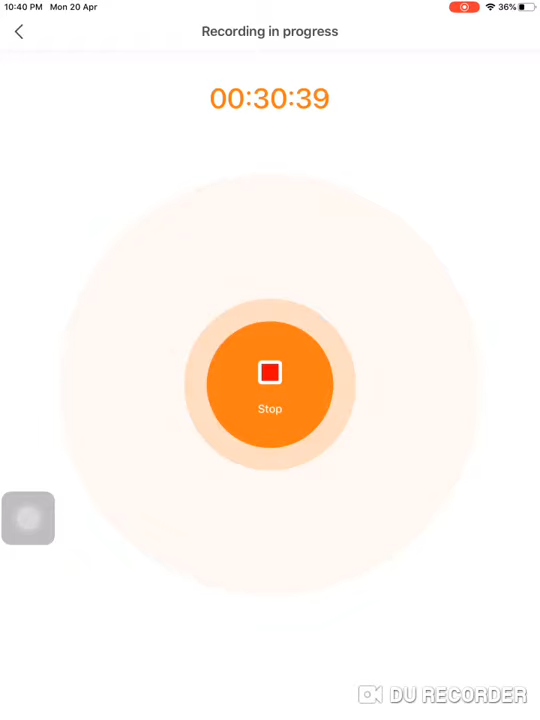 10:40 PM Mon 20 Apr 36%
Recording in progress
00:30:39
Stop
DU RECORDER